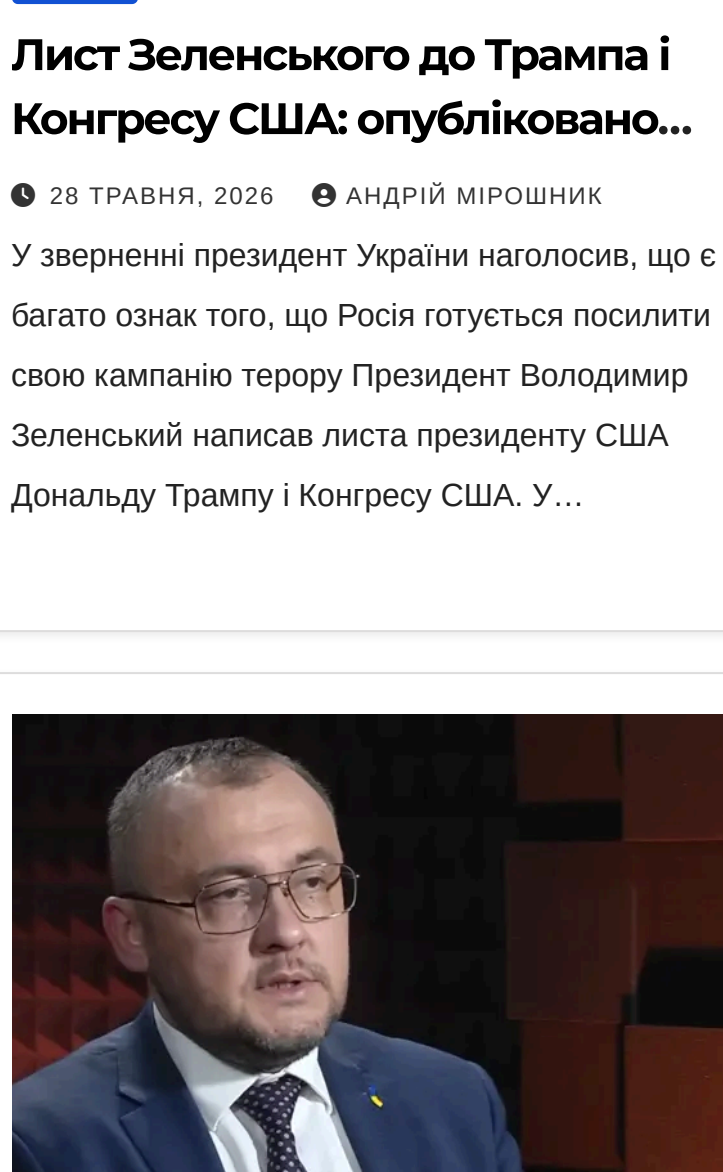 Лист Зеленського до Трампа і
Конгресу США: опубліковано…
28 ТРАВНЯ, 2026 АНДРІЙ МІРОШНИК
У зверненні президент України наголосив, що є
багато ознак того, що Росія готується посилити
свою кампанію терору Президент Володимир
Зеленський написав листа президенту США
Дональду Трампу і Конгресу США. У…